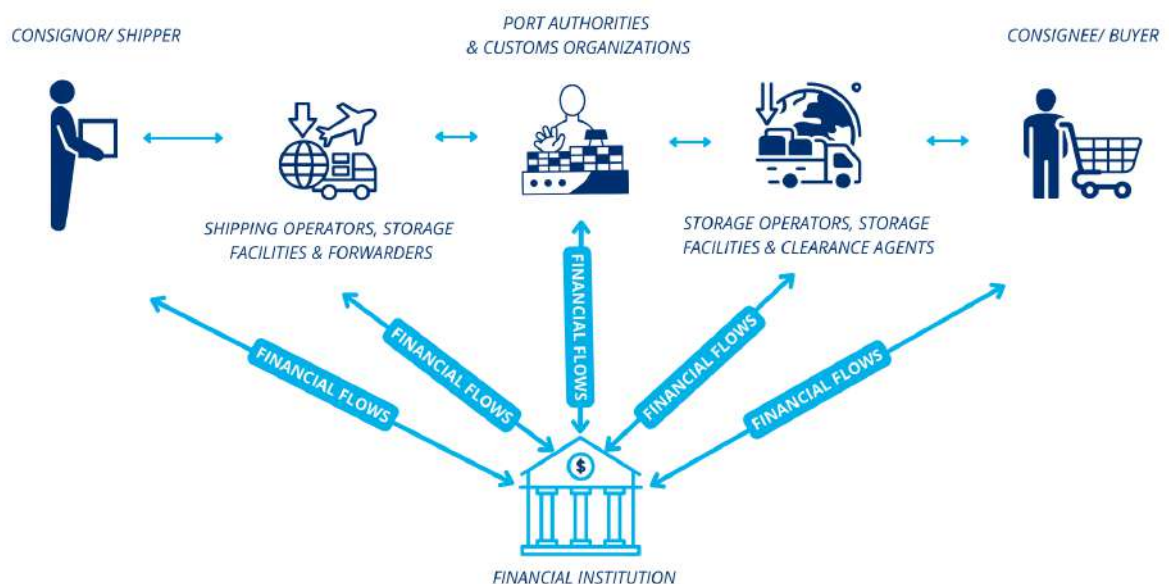 PORT AUTHORITIES
& CUSTOMS ORGANIZATIONS
CONSIGNOR/ SHIPPER
CONSIGNEE/ BUYER
SHIPPING OPERATORS, STORAGE
FACILITIES & FORWARDERS
STORAGE OPERATORS, STORAGE
FACILITIES & CLEARANCE AGENTS
FINANCIAL FLOWS
FINANCIAL FLOWS
FINANCIAL FLOWS
FINANCIAL FLOWS
FINANCIAL FLOWS
$
FINANCIAL INSTITUTION